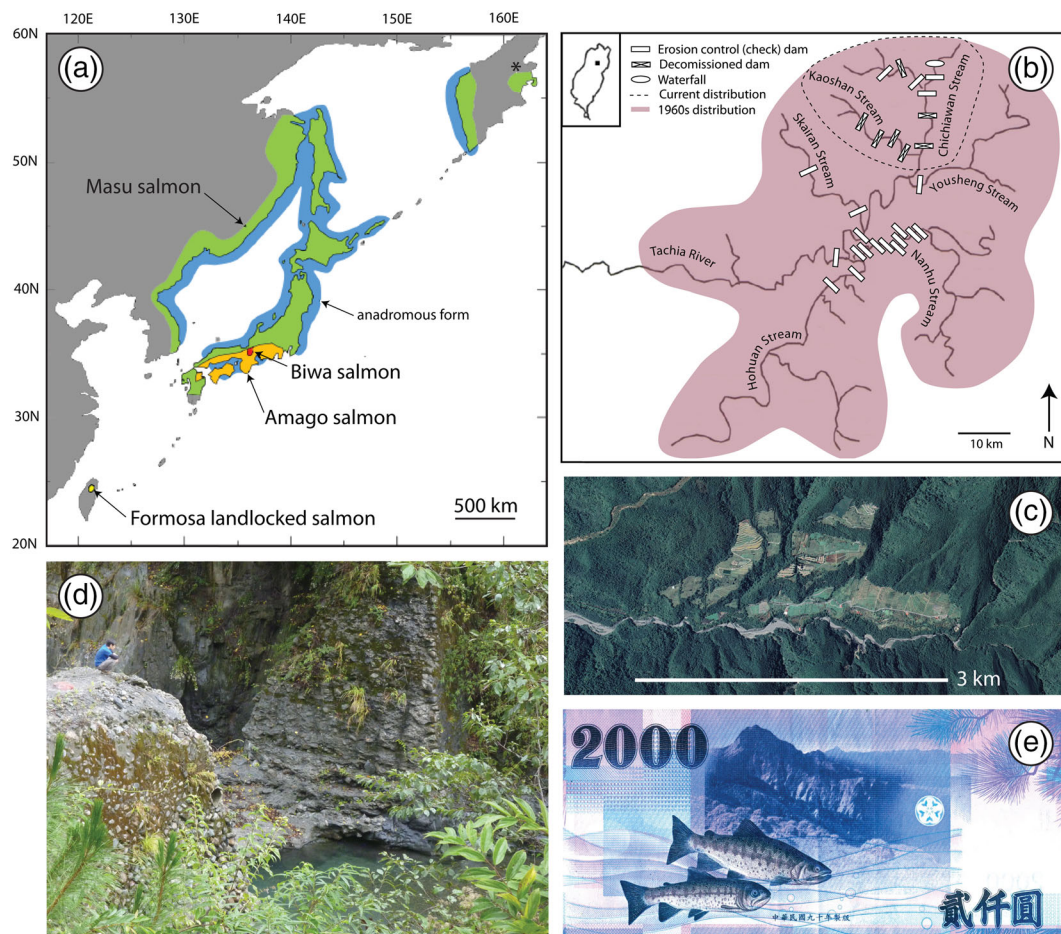 120E 130E 140E 150E 160E
60N
50N
40N
30N
20N
(a)
*
Masu salmon
anadromous form
Biwa salmon
Amago salmon
Formosa landlocked salmon
500 km
(b)
Erosion control (check) dam
Decomissioned dam
Waterfall
Current distribution
1960s distribution
Kaoshan Stream
Chichiawan Stream
Skairan Stream
Yousheng Stream
Tachia River
Nanhu Stream
Hohuan Stream
N
10 km
(c)
3 km
(d)
(e)
2000
中華民國九十年製版
貳仟圓